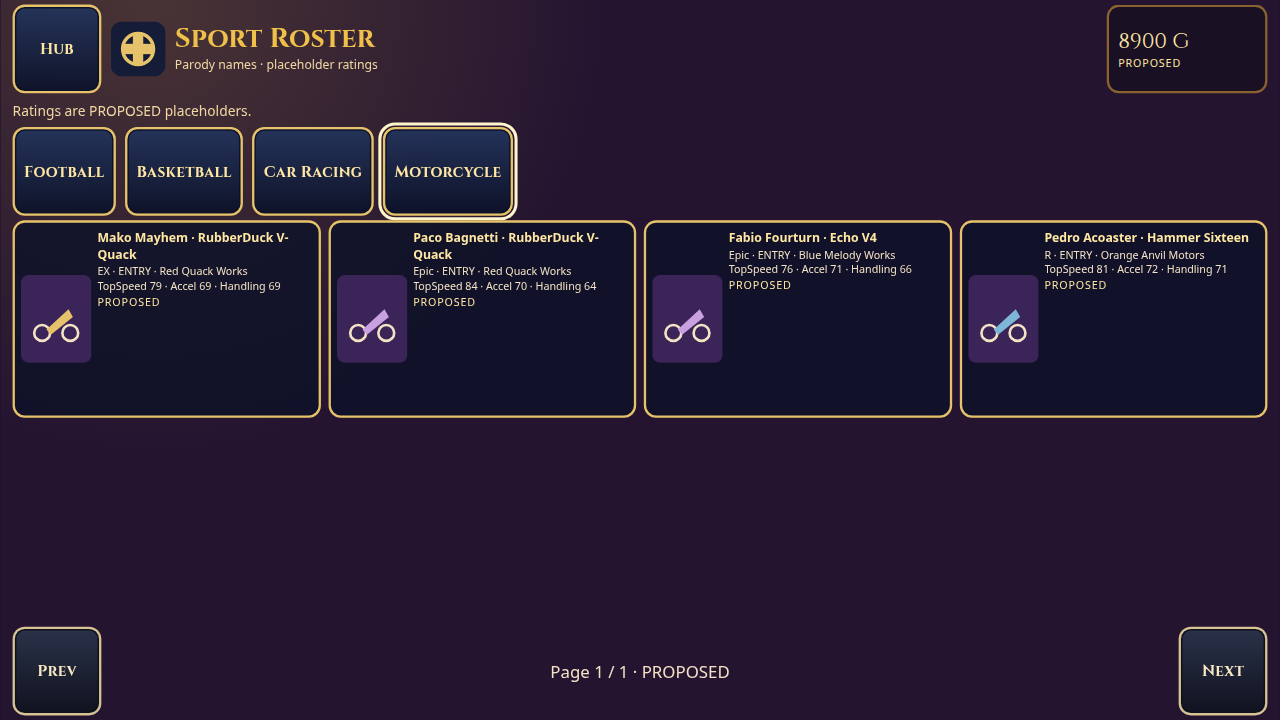 Hub
Sport Roster
Parody names · placeholder ratings
8900 G
PROPOSED
Ratings are PROPOSED placeholders.
Football
Basketball
Car Racing
Motorcycle
Mako Mayhem · RubberDuck V-
Quack
EX · ENTRY · Red Quack Works
TopSpeed 79 · Accel 69 · Handling 69
PROPOSED
Paco Bagnetti · RubberDuck V-
Quack
Epic · ENTRY · Red Quack Works
TopSpeed 84 · Accel 70 · Handling 64
PROPOSED
Fabio Fourturn · Echo V4
Epic · ENTRY · Blue Melody Works
TopSpeed 76 · Accel 71 · Handling 66
PROPOSED
Pedro Acoaster · Hammer Sixteen
R · ENTRY · Orange Anvil Motors
TopSpeed 81 · Accel 72 · Handling 71
PROPOSED
Prev
Page 1 / 1 · PROPOSED
Next